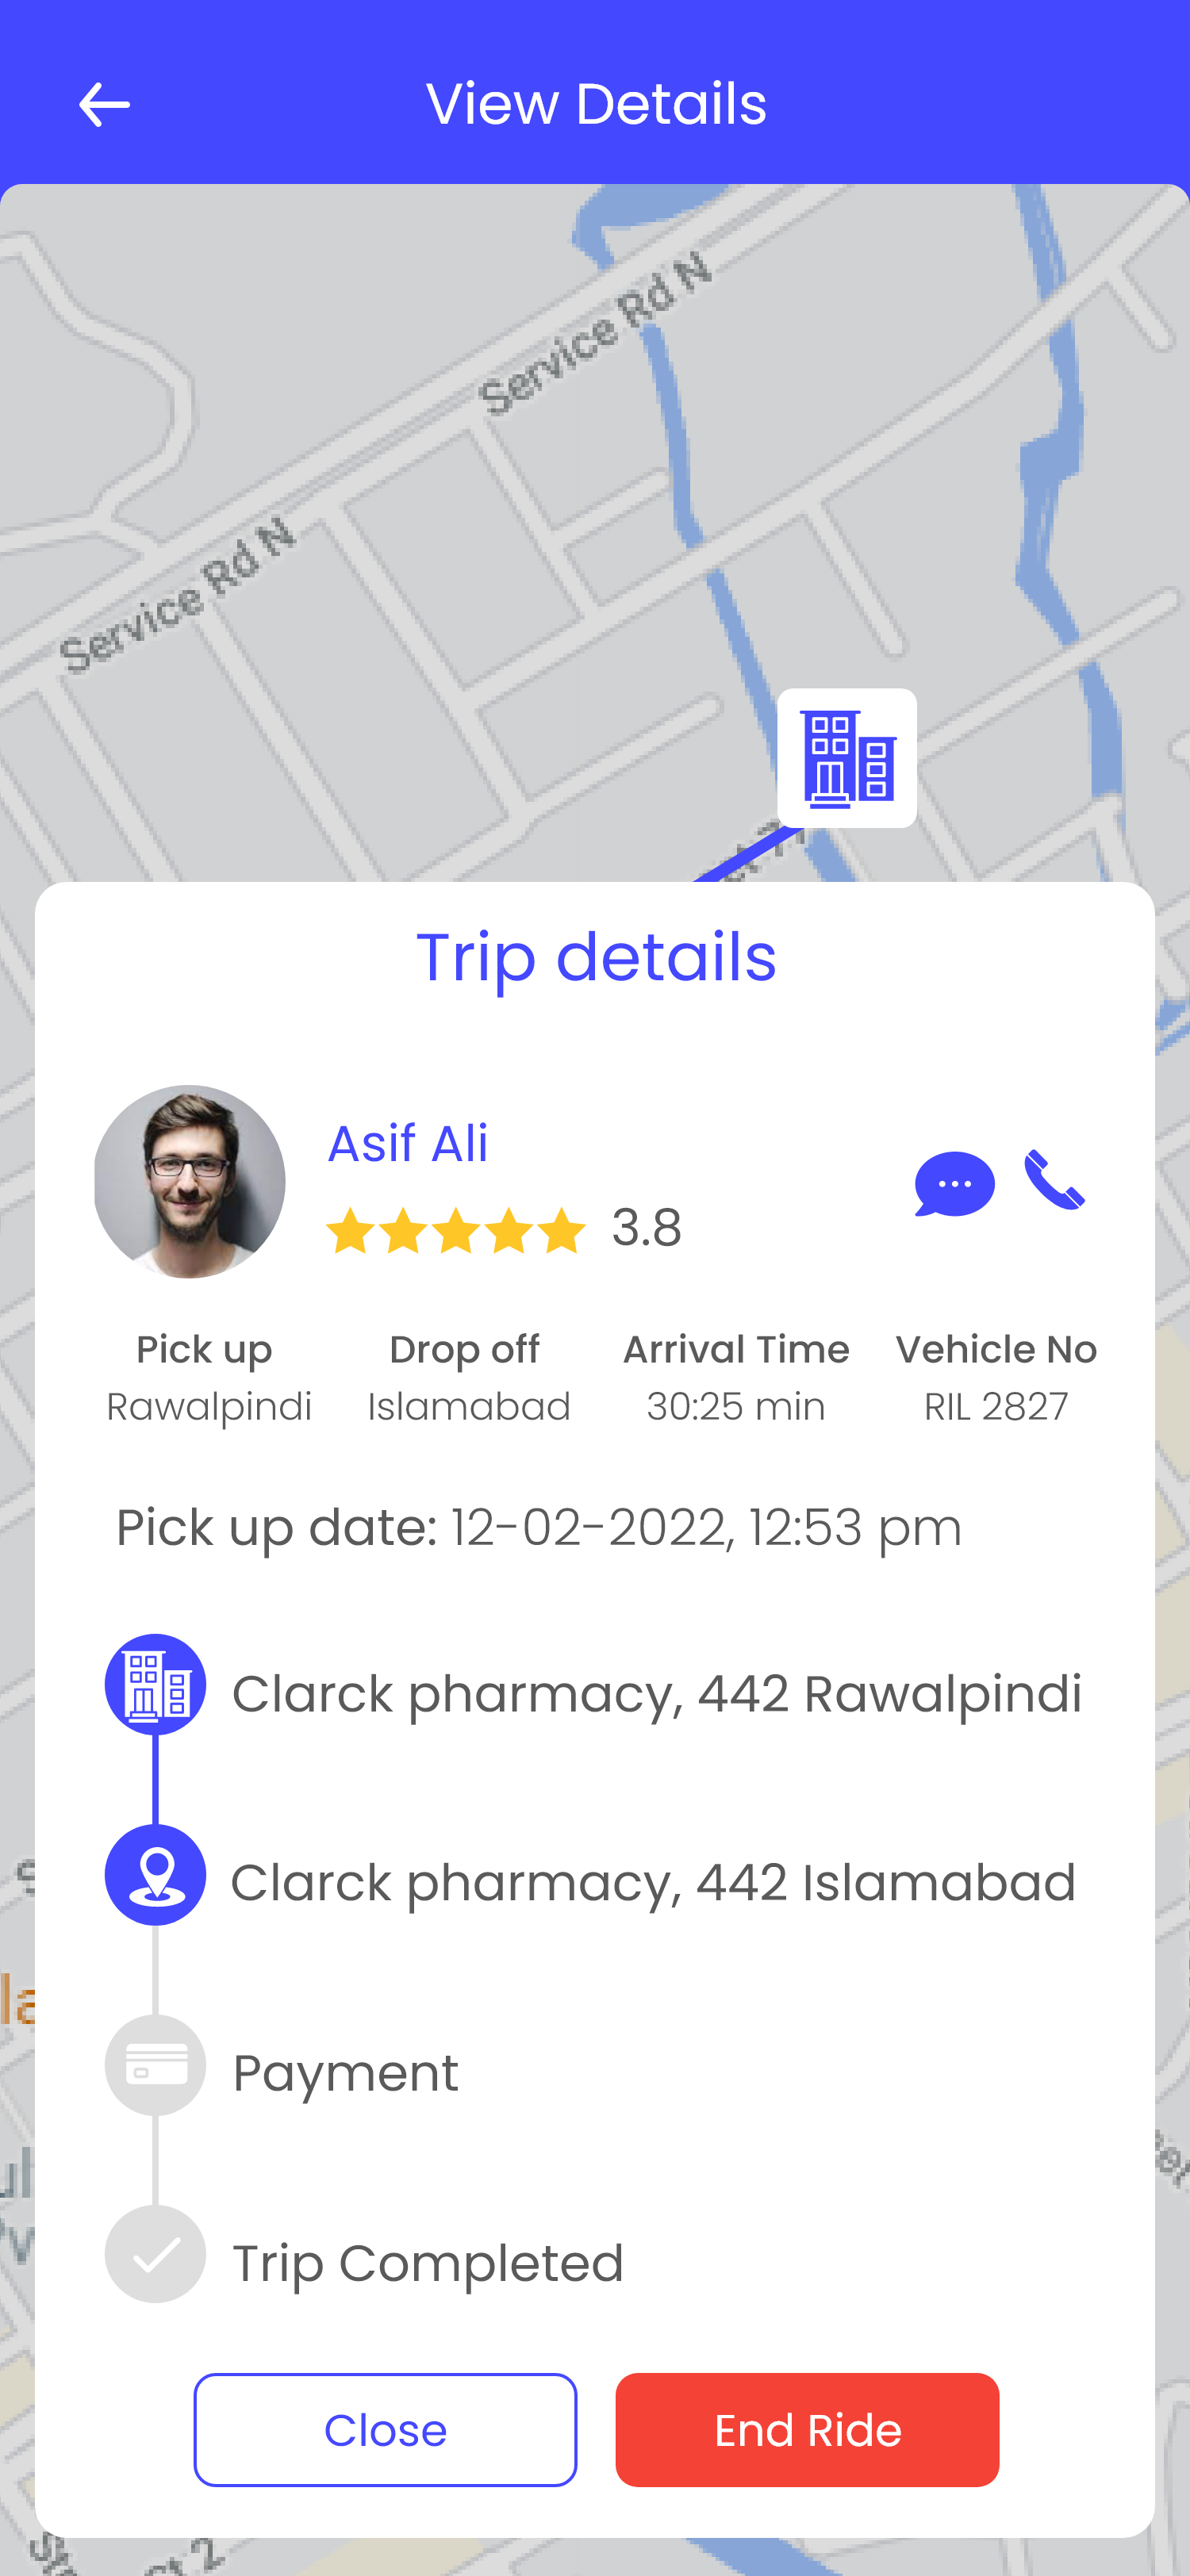 View Details
Service Rd N
Service Rd N
Trip details
Asif Ali
3.8
Pick up Drop off Arrival Time Vehicle No
Rawalpindi Islamabad 30:25 min RIL 2827
Pick up date: 12-02-2022, 12:53 pm
Clarck pharmacy, 442 Rawalpindi
Clarck pharmacy, 442 Islamabad
Payment
Trip Completed
Close End Ride